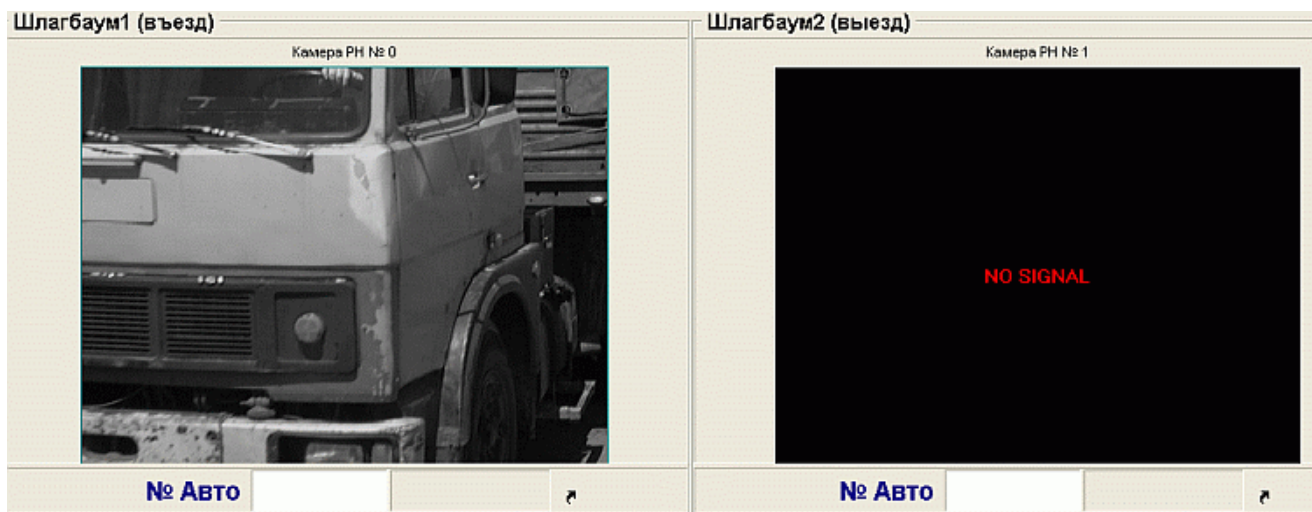 Шлагбаум1 (въезд)
Камера РН № 0
№ Авто
Шлагбаум2 (выезд)
Камера РН № 1
NO SIGNAL
№ Авто